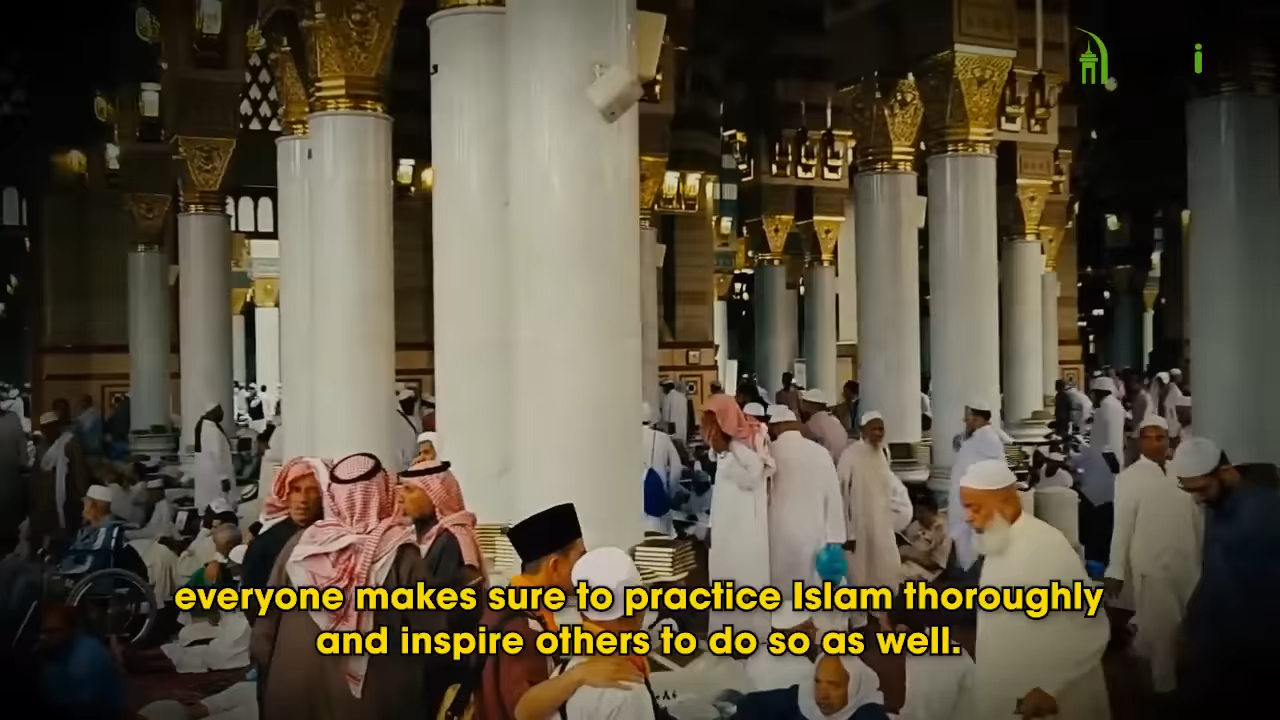 everyone makes sure to practice Islam thoroughly
and inspire others to do so as well.